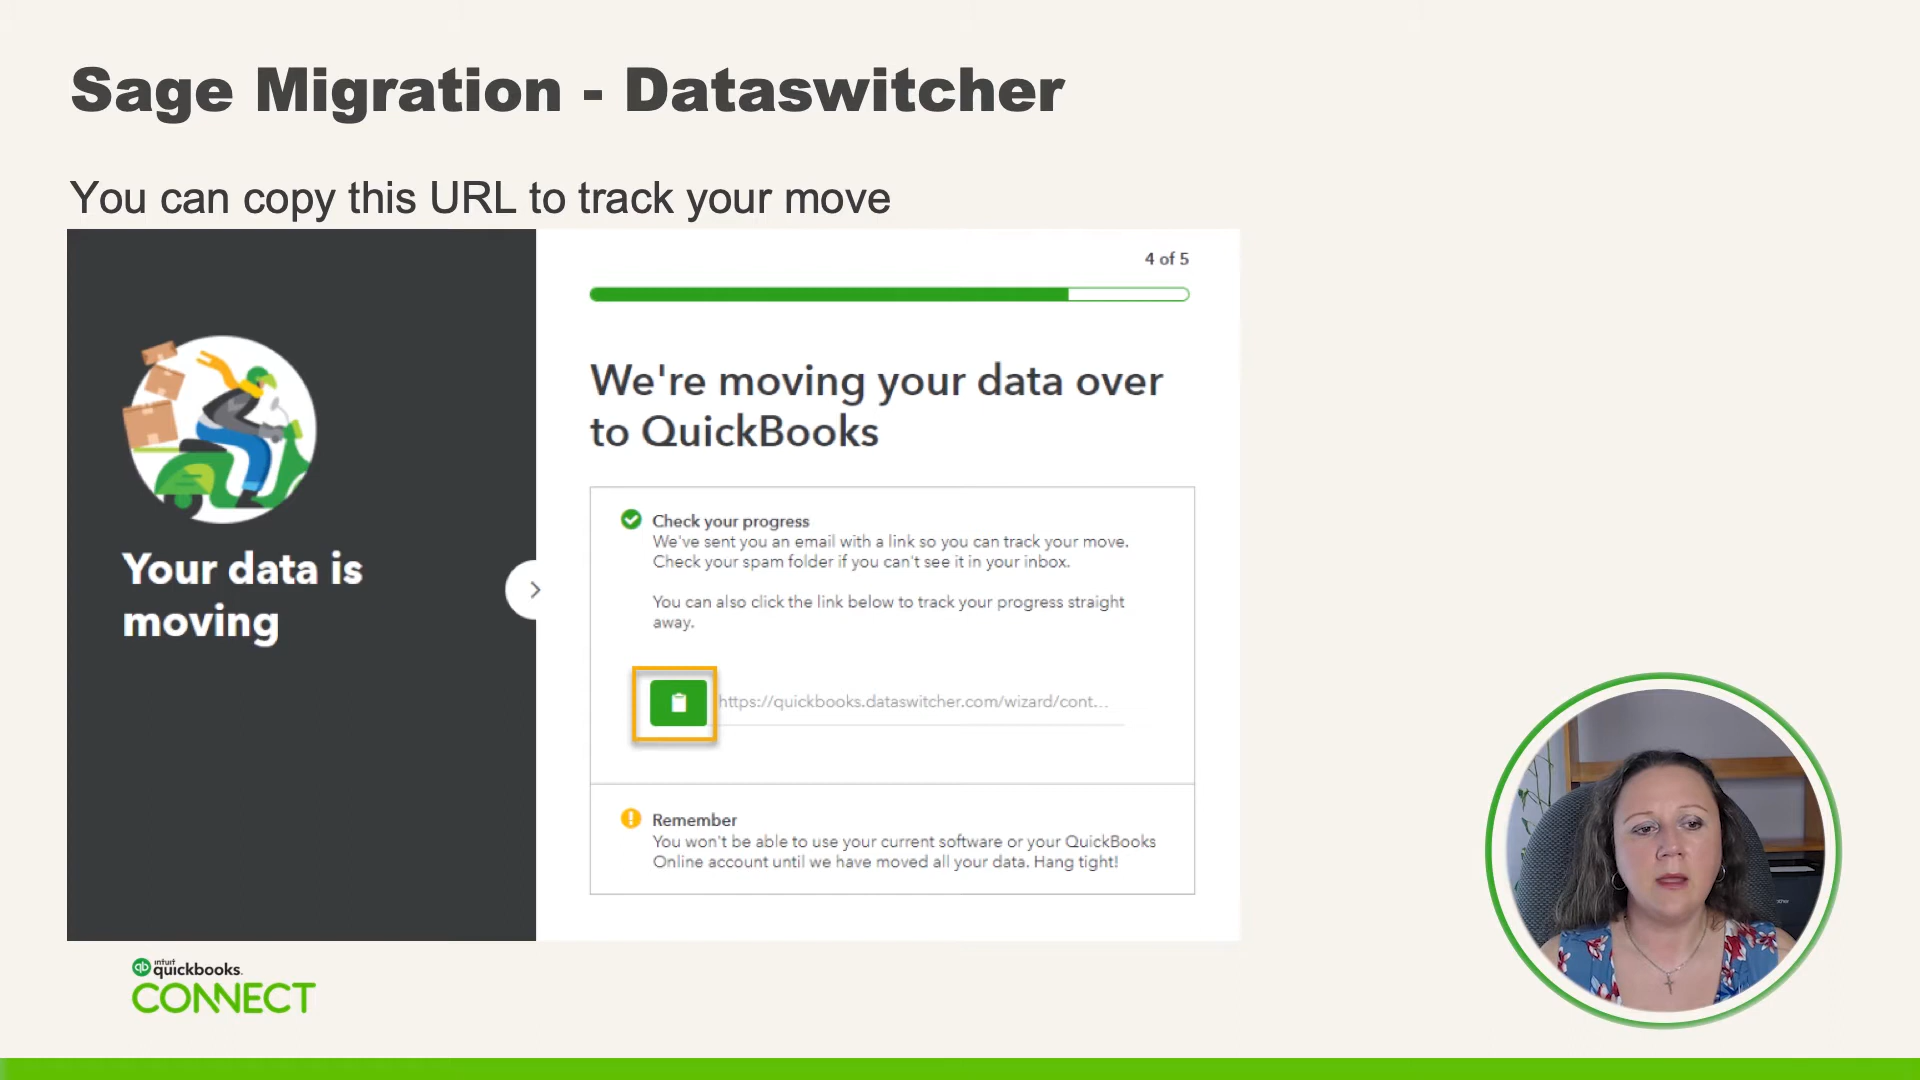 Sage Migration - Dataswitcher
You can copy this URL to track your move
4 of 5
Your data is
moving
We're moving your data over
to QuickBooks
Check your progress
We've sent you an email with a link so you can track your move.
Check your spam folder if you can't see it in your inbox.
You can also click the link below to track your progress straight
away.
https://quickbooks.dataswitcher.com/wizard/cont...
Remember
You won't be able to use your current software or your QuickBooks
Online account until we have moved all your data. Hang tight!
qb intuit
quickbooks.
CONNECT